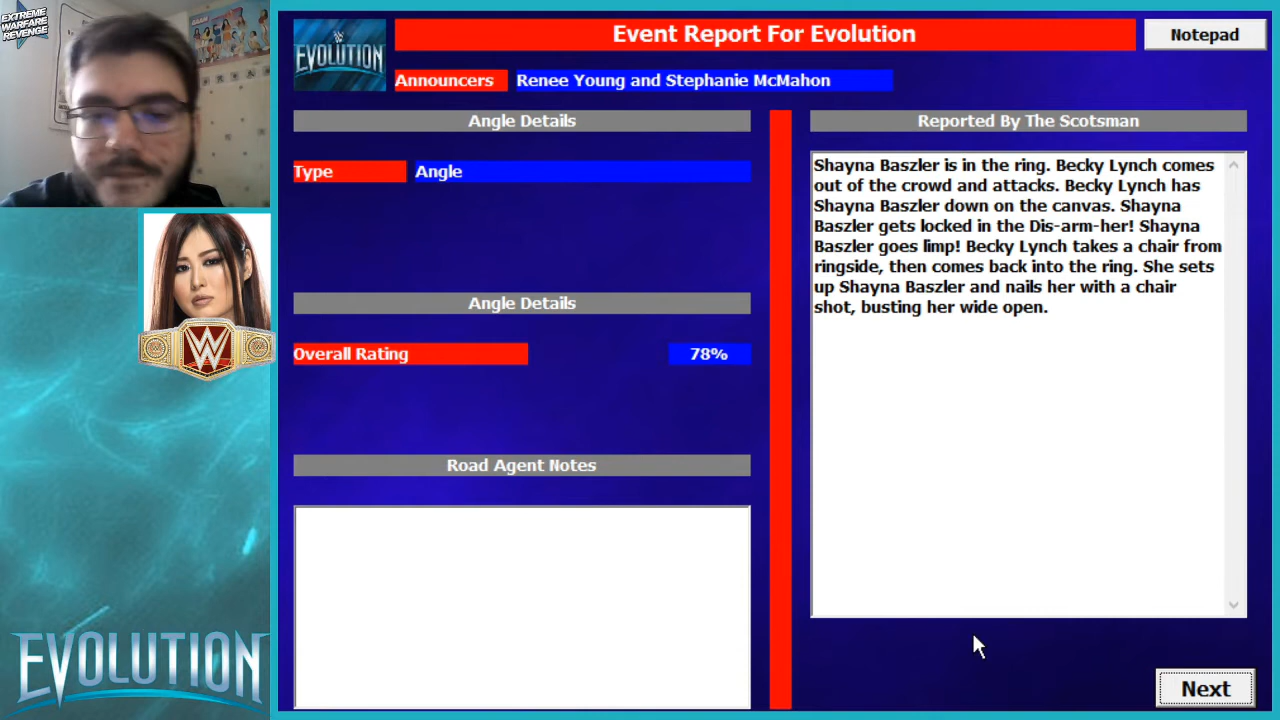 EXTREME
WARFARE
REVENGE
EVOLUTION
Event Report For Evolution
Notepad
Announcers
Renee Young and Stephanie McMahon
Angle Details
Type
Angle
Angle Details
Overall Rating
78%
Road Agent Notes
Reported By The Scotsman
Shayna Baszler is in the ring. Becky Lynch comes
out of the crowd and attacks. Becky Lynch has
Shayna Baszler down on the canvas. Shayna
Baszler gets locked in the Dis-arm-her! Shayna
Baszler goes limp! Becky Lynch takes a chair from
ringside, then comes back into the ring. She sets
up Shayna Baszler and nails her with a chair
shot, busting her wide open.
Next
W
EVOLUTION